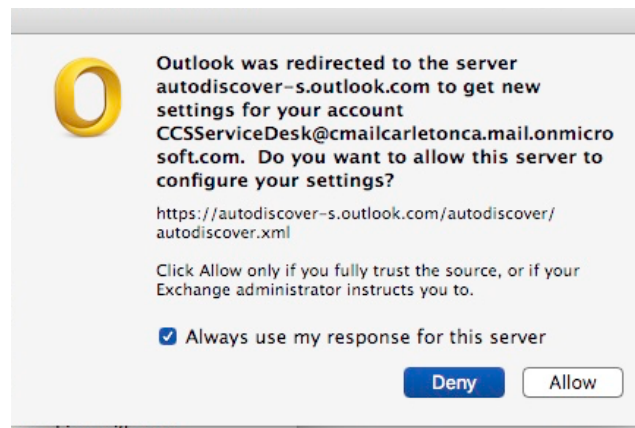 Outlook was redirected to the server
autodiscover-s.outlook.com to get new
settings for your account
CCSServiceDesk@cmailcarletonca.mail.onmicro
soft.com.  Do you want to allow this server to
configure your settings?
https://autodiscover-s.outlook.com/autodiscover/
autodiscover.xml
Click Allow only if you fully trust the source, or if your
Exchange administrator instructs you to.
Always use my response for this server
Deny Allow